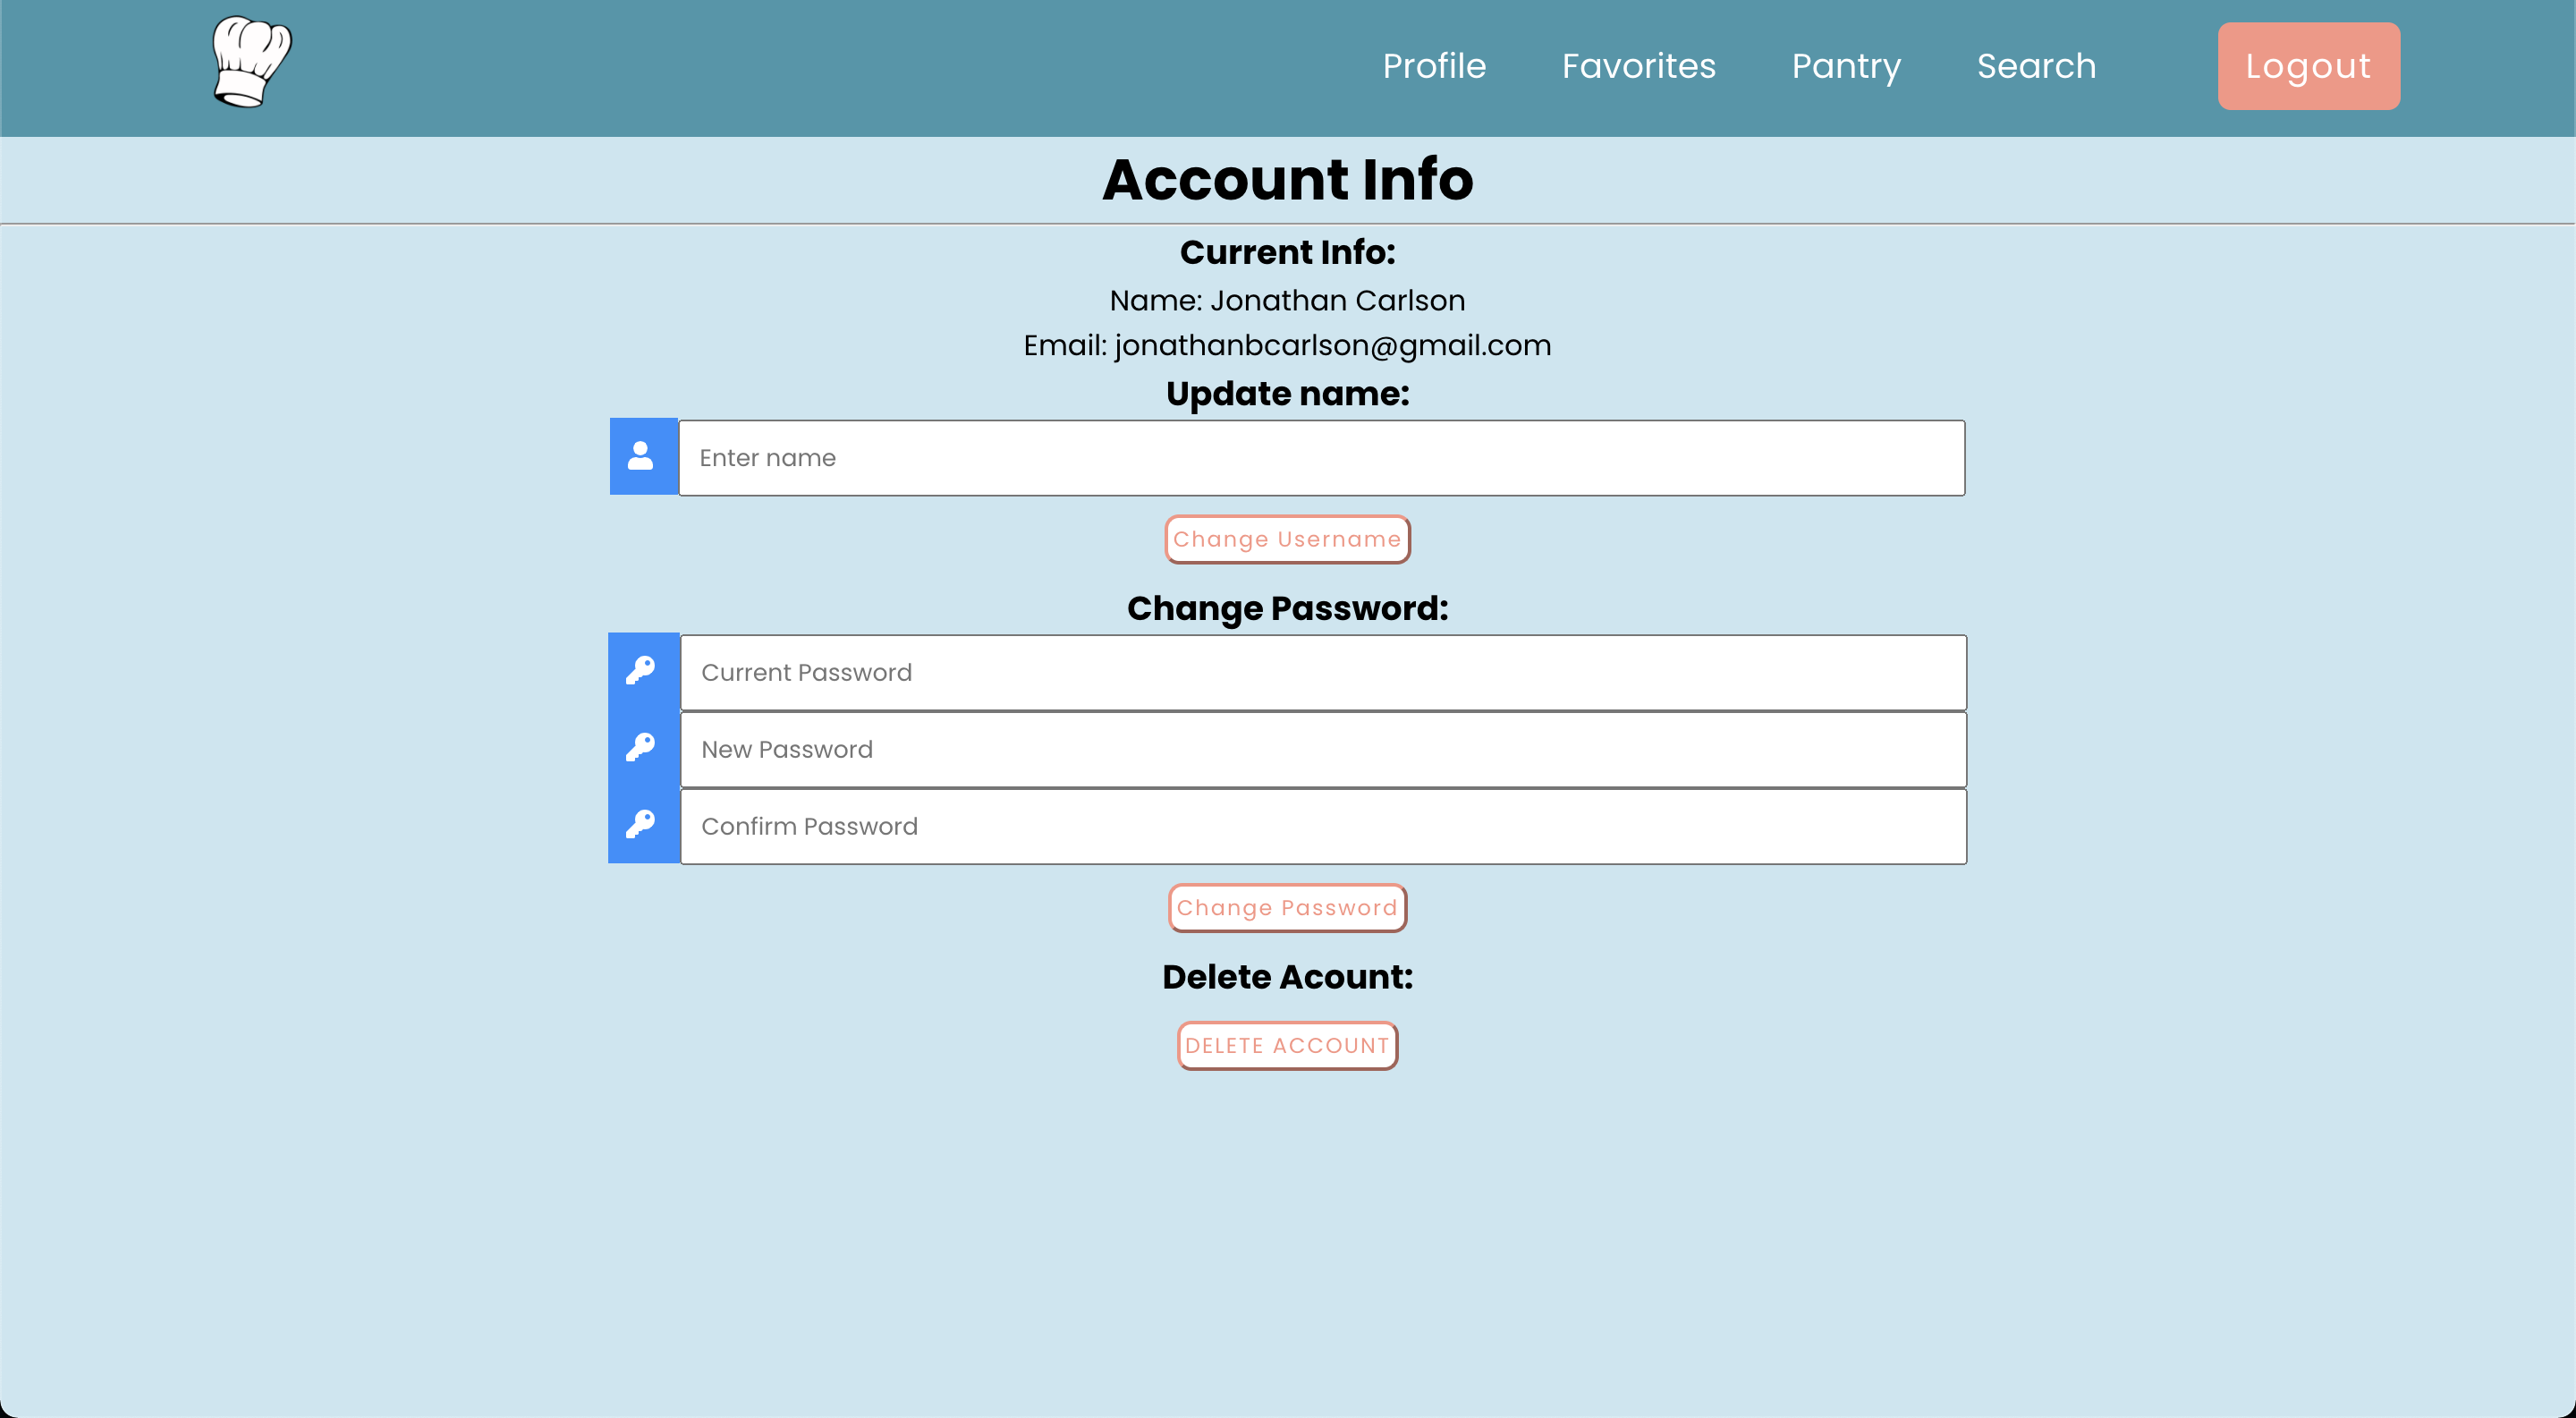 Profile Favorites Pantry Search Logout
Account Info
Current Info:
Name: Jonathan Carlson
Email: jonathanbcarlson@gmail.com
Update name:
Enter name
Change Username
Change Password:
Current Password
New Password
Confirm Password
Change Password
Delete Acount:
DELETE ACCOUNT